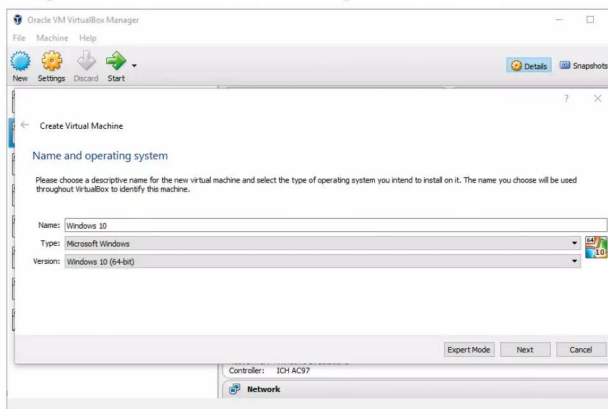 Oracle VM VirtualBox Manager
File Machine Help
New Settings Discard Start
Details Snapshots
?
Create Virtual Machine
Name and operating system
Please choose a descriptive name for the new virtual machine and select the type of operating system you intend to install on it. The name you choose will be used
throughout VirtualBox to identify this machine.
Name: Windows 10
Type: Microsoft Windows
64
10
Version: Windows 10 (64-bit)
Expert Mode Next Cancel
Controller: ICH AC97
Network